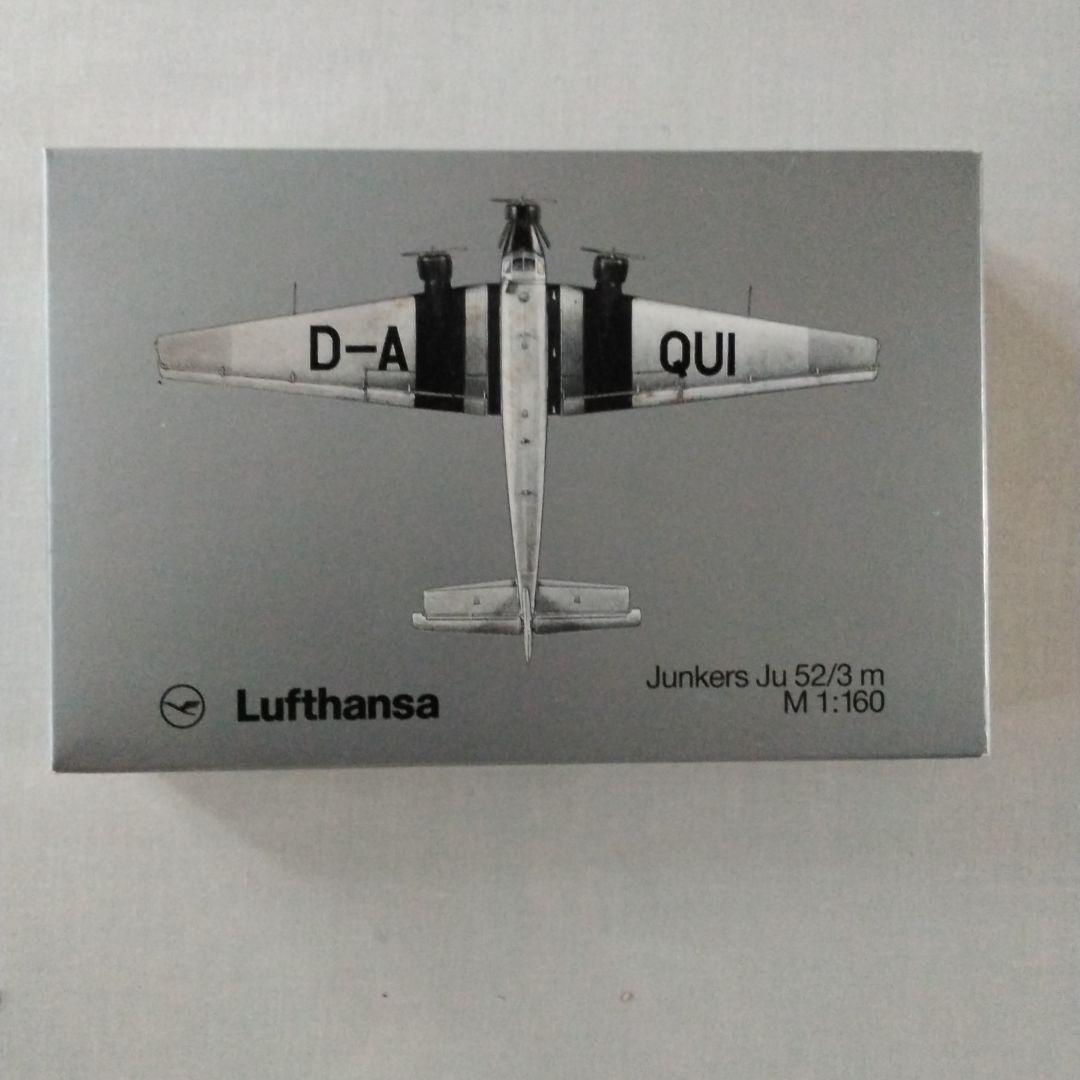 D-A QUI
Lufthansa
Junkers Ju 52/3 m
M 1:160